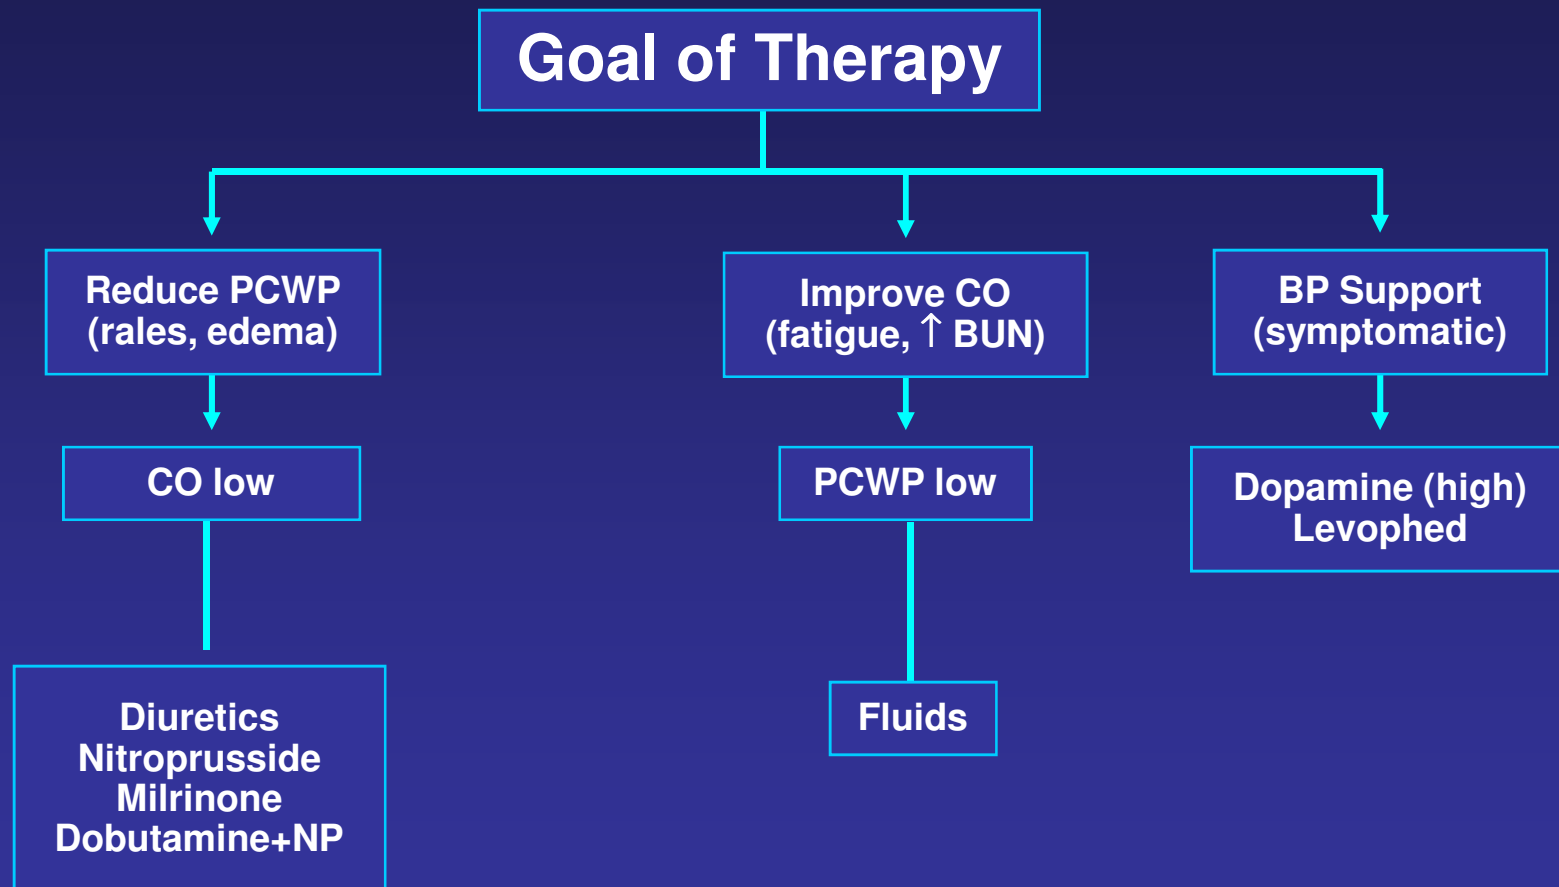 Goal of Therapy
Reduce PCWP
(rales, edema)
Improve CO
(fatigue, ↑ BUN)
BP Support
(symptomatic)
CO low
PCWP low
Dopamine (high)
Levophed
Diuretics
Nitroprusside
Milrinone
Dobutamine+NP
Fluids